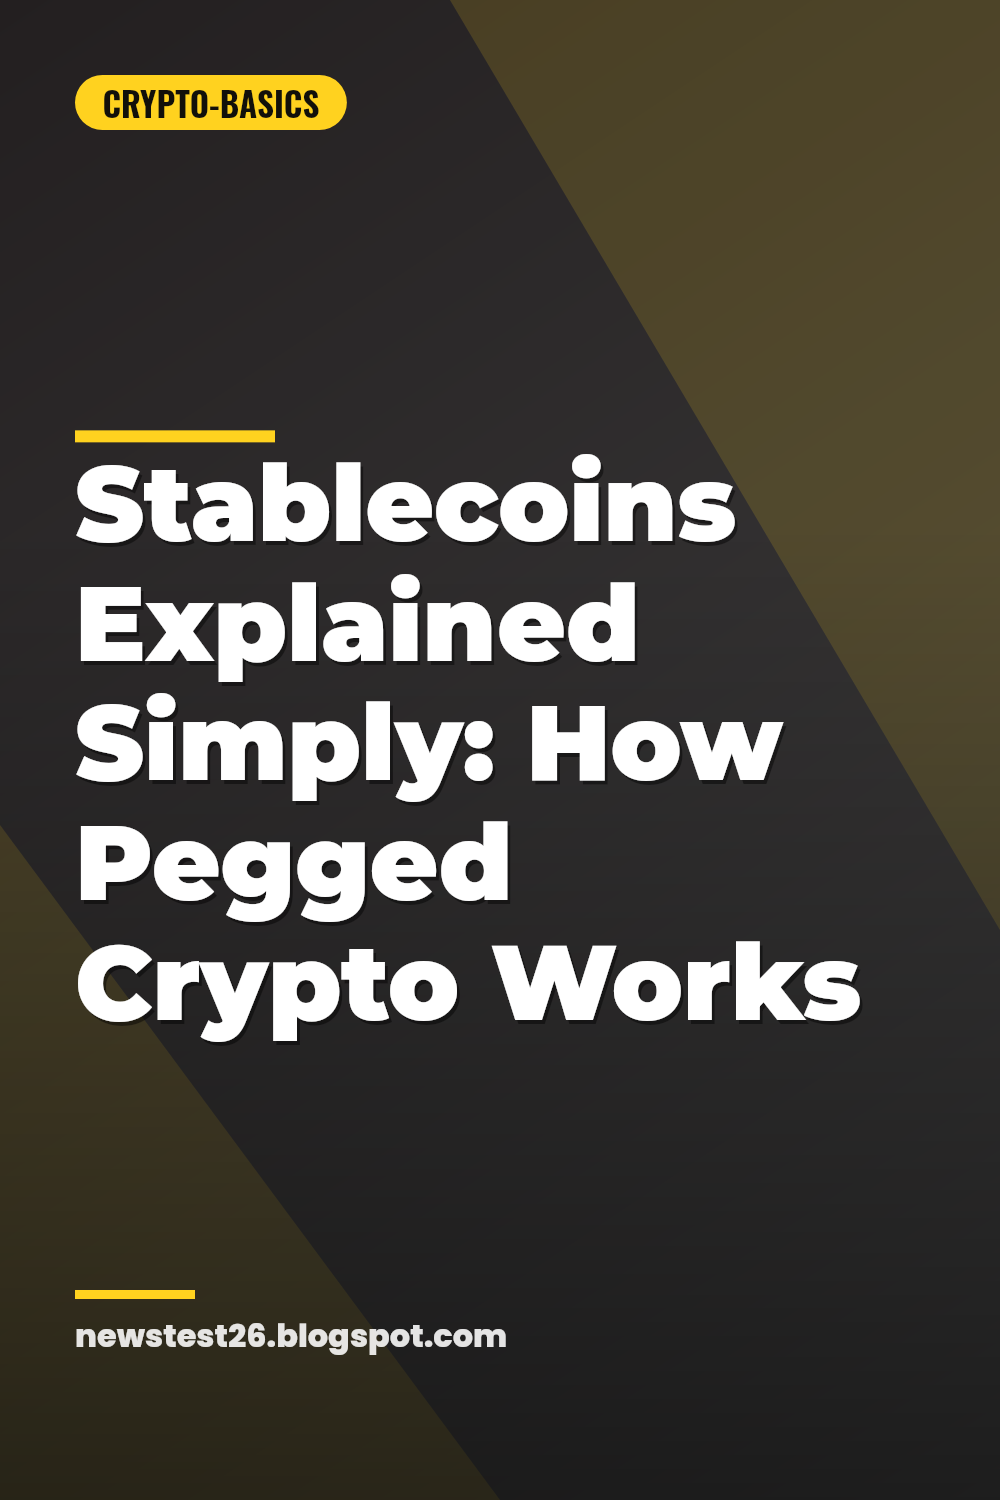 CRYPTO-BASICS
Stablecoins
Explained
Simply: How
Pegged
Crypto Works
newstest26.blogspot.com